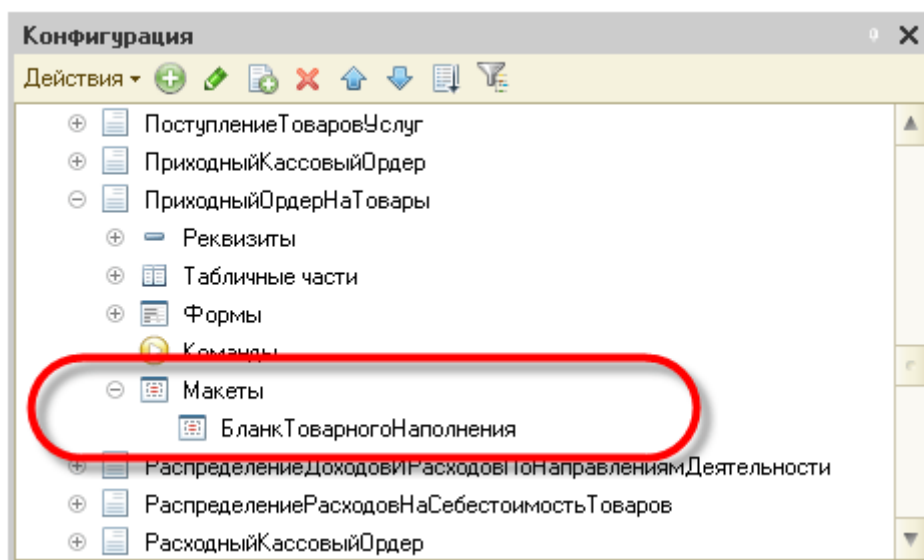 Конфигурация
Действия
ПоступлениеТоваровУслуг
ПриходныйКассовыйОрдер
ПриходныйОрдерНаТовары
Реквизиты
Табличные части
Формы
Команды
Макеты
БланкТоварногоНаполнения
РаспределениеДоходовИРасходовПоНаправлениямДеятельности
РаспределениеРасходовНаСебестоимостьТоваров
РасходныйКассовыйОрдер